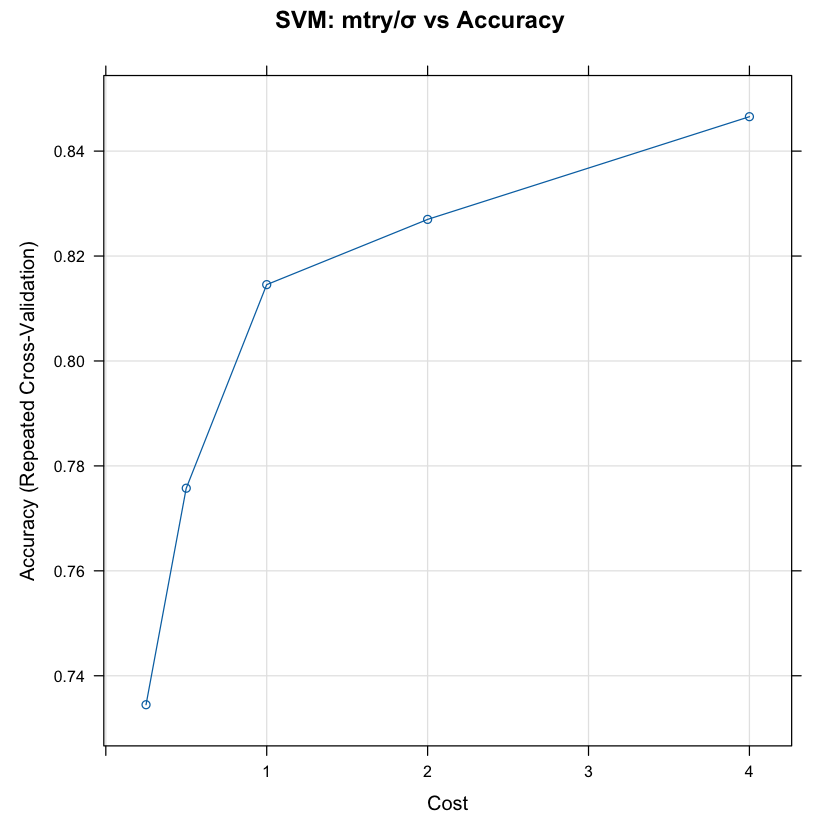 SVM: mtry/σ vs Accuracy
Accuracy (Repeated Cross-Validation)
0.84
0.82
0.80
0.78
0.76
0.74
1 2 3 4
Cost